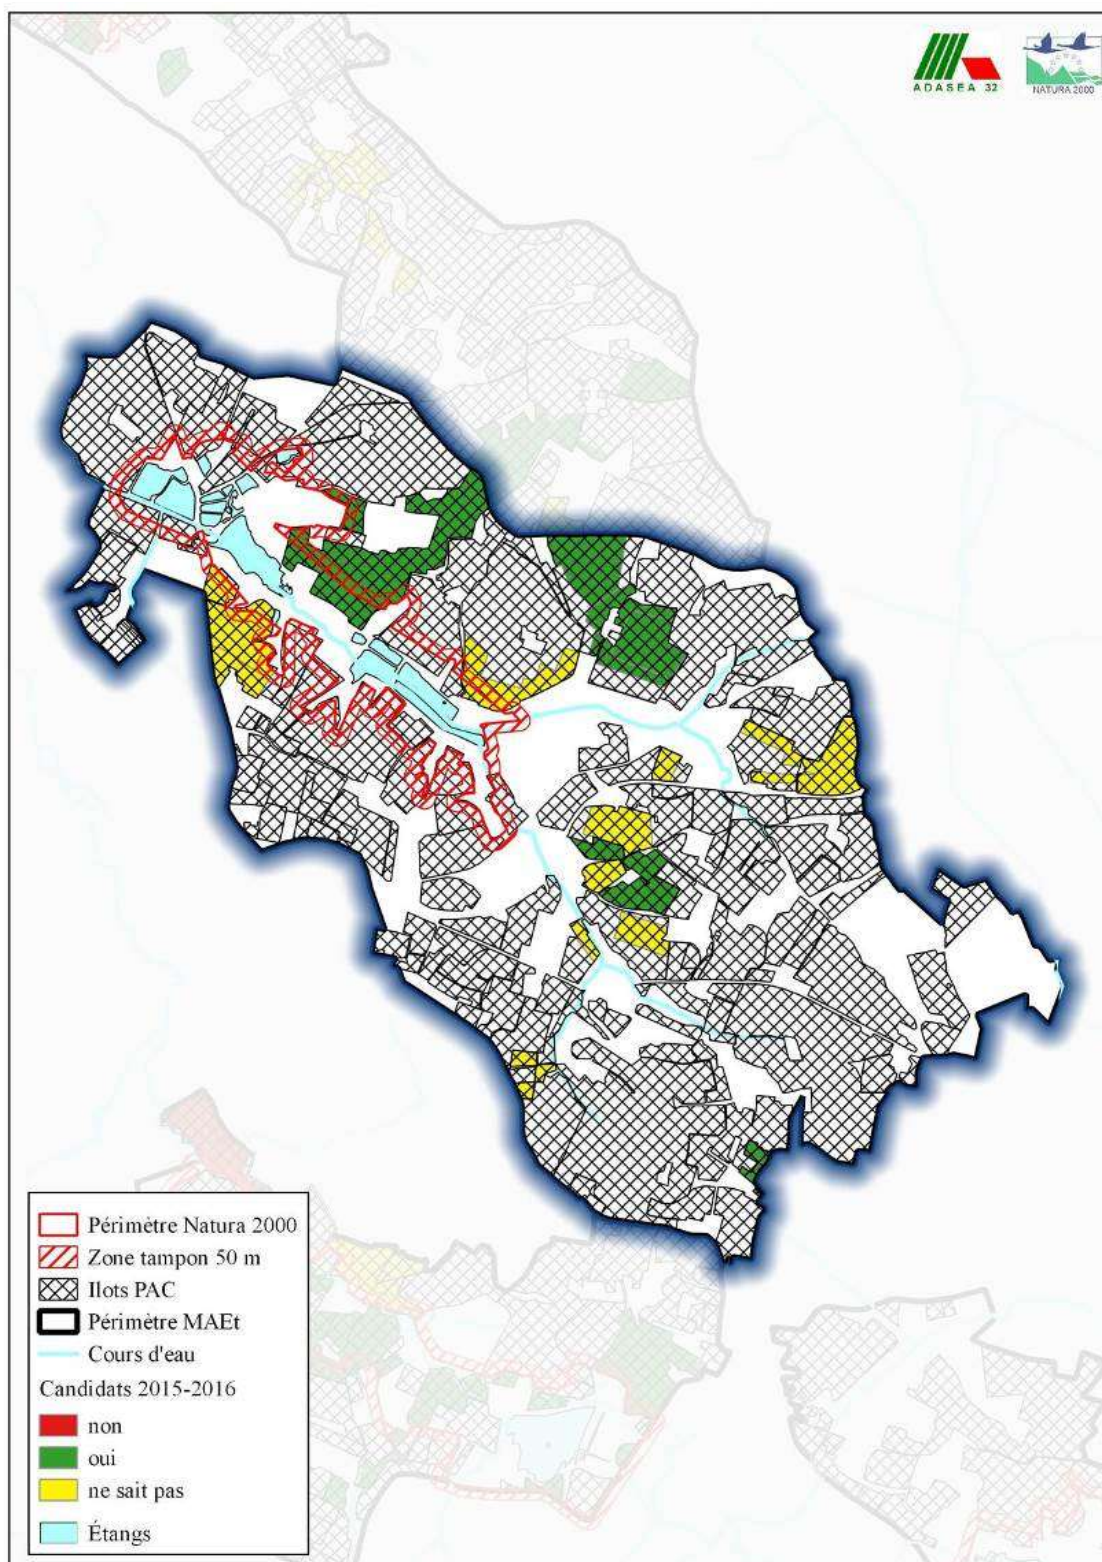 ADASEA 32
NATURA 2000
Périmètre Natura 2000
Zone tampon 50 m
Ilots PAC
Périmètre MAEt
Cours d'eau
Candidats 2015-2016
non
oui
ne sait pas
Étangs